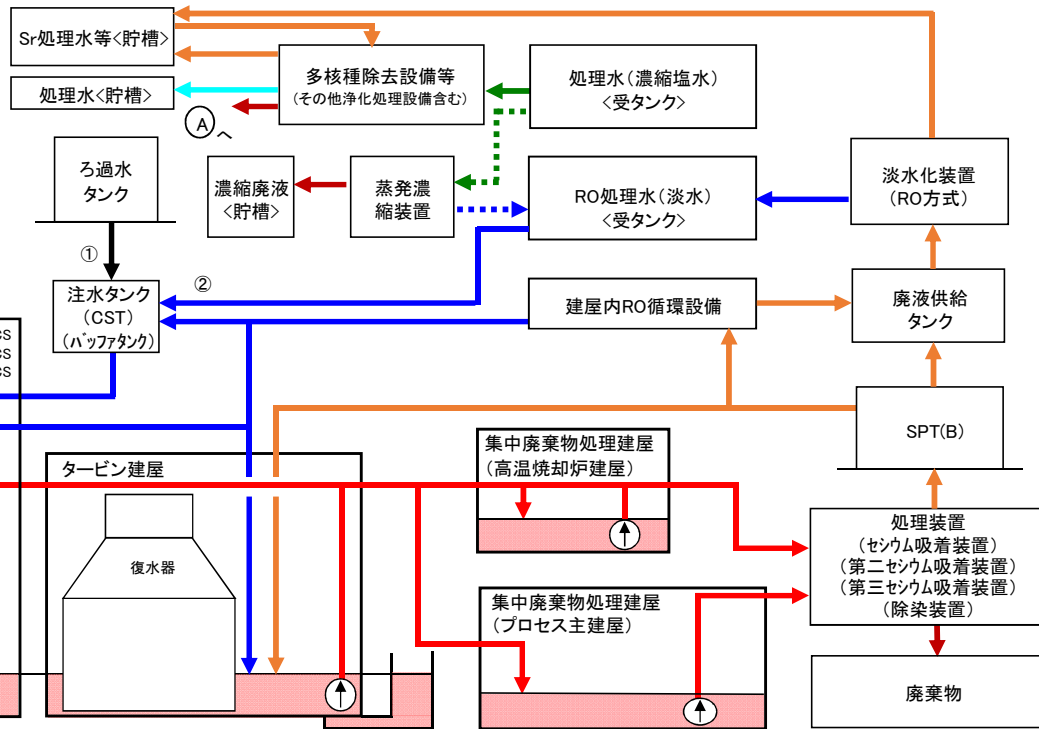 Sr処理水等<貯槽>
多核種除去設備等
(その他浄化処理設備含む)
処理水(濃縮塩水)
<受タンク>
処理水<貯槽>
A
へ
ろ過水
タンク
濃縮廃液
<貯槽>
蒸発濃
縮装置
RO処理水(淡水)
<受タンク>
淡水化装置
(RO方式)
①
②
注水タンク
(CST)
(バッファタンク)
建屋内RO循環設備
廃液供給
タンク
CS
CS
CS
SPT(B)
タービン建屋
復水器
集中廃棄物処理建屋
(高温焼却炉建屋)
処理装置
(セシウム吸着装置)
(第二セシウム吸着装置)
(第三セシウム吸着装置)
(除染装置)
集中廃棄物処理建屋
(プロセス主建屋)
廃棄物